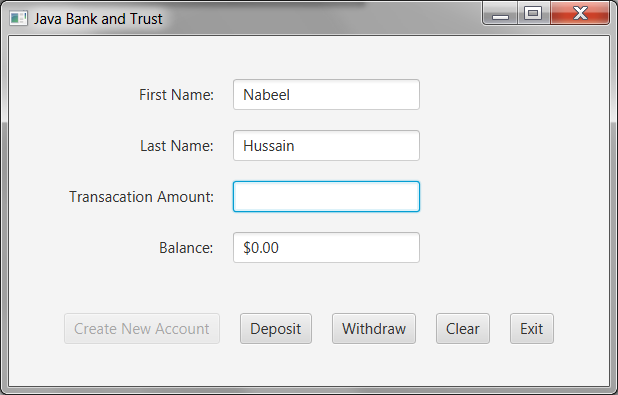 Java Bank and Trust
First Name: Nabeel
Last Name: Hussain
Transacation Amount:
Balance: $0.00
Create New Account Deposit Withdraw Clear Exit